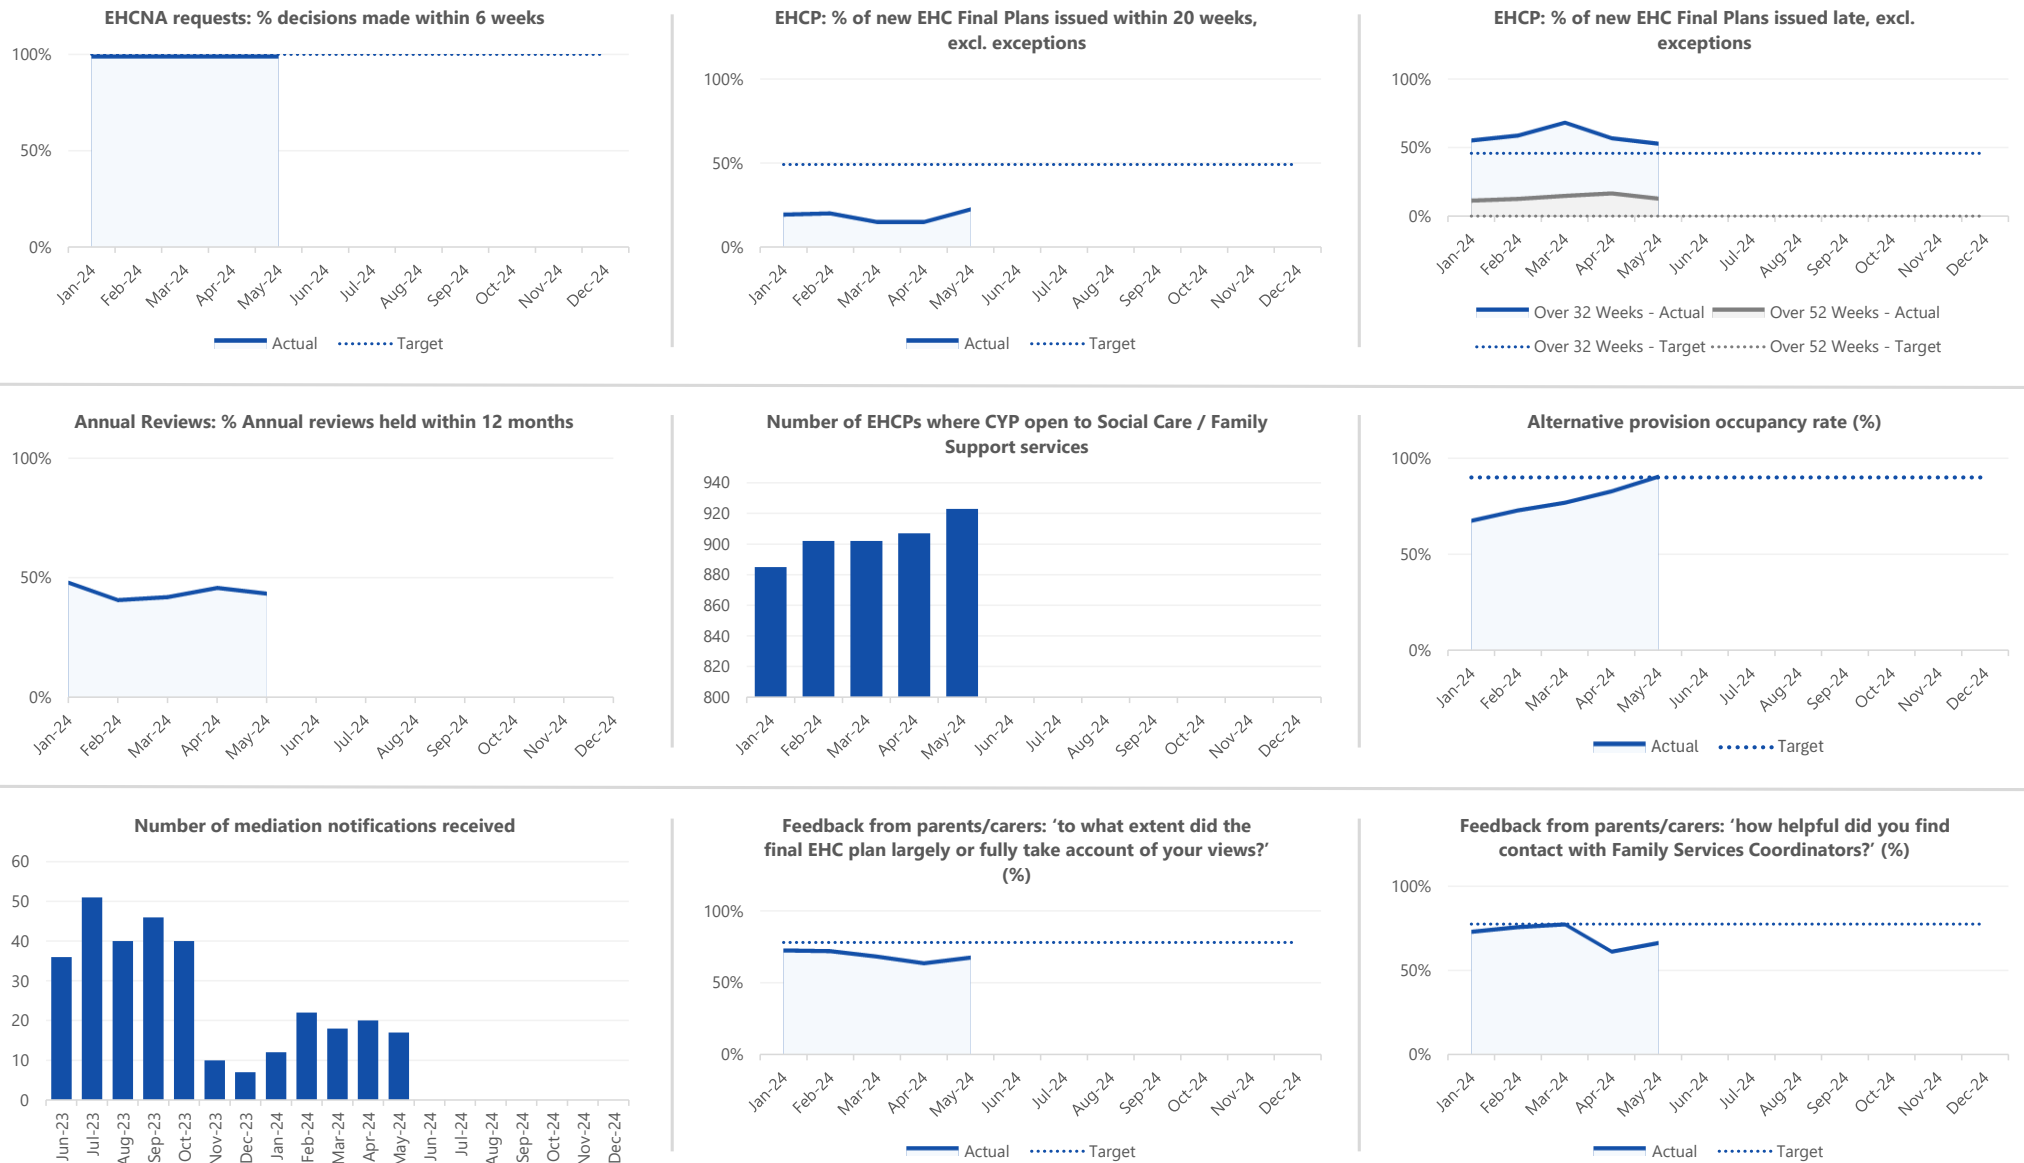 EHCNA requests: % decisions made within 6 weeks
100%
50%
0%
Jan-24
Feb-24
Mar-24
Apr-24
May-24
Jun-24
Jul-24
Aug-24
Sep-24
Oct-24
Nov-24
Dec-24
Actual
Target
EHCP: % of new EHC Final Plans issued within 20 weeks,
excl. exceptions
100%
50%
0%
Jan-24
Feb-24
Mar-24
Apr-24
May-24
Jun-24
Jul-24
Aug-24
Sep-24
Oct-24
Nov-24
Dec-24
Actual
Target
EHCP: % of new EHC Final Plans issued late, excl.
exceptions
100%
50%
0%
Jan-24
Feb-24
Mar-24
Apr-24
May-24
Jun-24
Jul-24
Aug-24
Sep-24
Oct-24
Nov-24
Dec-24
Over 32 Weeks - Actual
Over 52 Weeks - Actual
Over 32 Weeks - Target
Over 52 Weeks - Target
Annual Reviews: % Annual reviews held within 12 months
100%
50%
0%
Jan-24
Feb-24
Mar-24
Apr-24
May-24
Jun-24
Jul-24
Aug-24
Sep-24
Oct-24
Nov-24
Dec-24
Number of EHCPs where CYP open to Social Care / Family
Support services
940
920
900
880
860
840
820
800
Jan-24
Feb-24
Mar-24
Apr-24
May-24
Jun-24
Jul-24
Aug-24
Sep-24
Oct-24
Nov-24
Dec-24
Alternative provision occupancy rate (%)
100%
50%
0%
Jan-24
Feb-24
Mar-24
Apr-24
May-24
Jun-24
Jul-24
Aug-24
Sep-24
Oct-24
Nov-24
Dec-24
Actual
Target
Number of mediation notifications received
60
50
40
30
20
10
0
Jun-23
Jul-23
Aug-23
Sep-23
Oct-23
Nov-23
Dec-23
Jan-24
Feb-24
Mar-24
Apr-24
May-24
Jun-24
Jul-24
Aug-24
Sep-24
Oct-24
Nov-24
Dec-24
Feedback from parents/carers: ‘to what extent did the
final EHC plan largely or fully take account of your views?’
(%)
100%
50%
0%
Jan-24
Feb-24
Mar-24
Apr-24
May-24
Jun-24
Jul-24
Aug-24
Sep-24
Oct-24
Nov-24
Dec-24
Actual
Target
Feedback from parents/carers: ‘how helpful did you find
contact with Family Services Coordinators?’ (%)
100%
50%
0%
Jan-24
Feb-24
Mar-24
Apr-24
May-24
Jun-24
Jul-24
Aug-24
Sep-24
Oct-24
Nov-24
Dec-24
Actual
Target